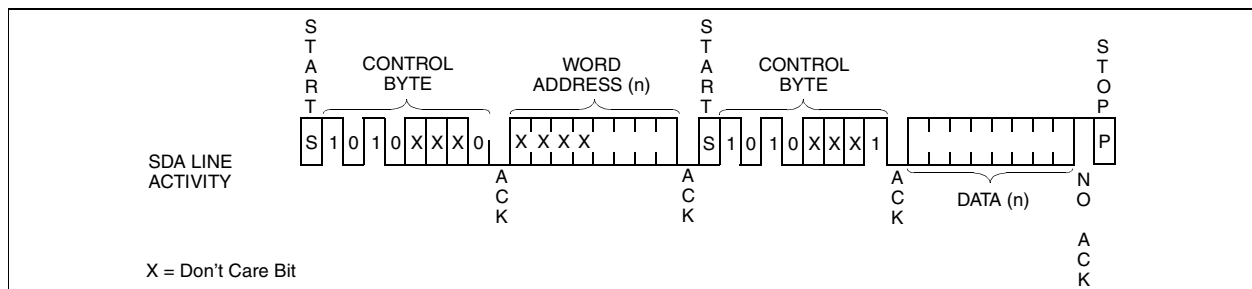 START
CONTROL
BYTE
WORD
ADDRESS (n)
START
CONTROL
BYTE
STOP
SDA LINE
ACTIVITY
S 1 0 1 0 X X X 0
X X X X
S 1 0 1 0 X X X 1
P
ACK
ACK
ACK
DATA (n)
NO ACK
X = Don't Care Bit